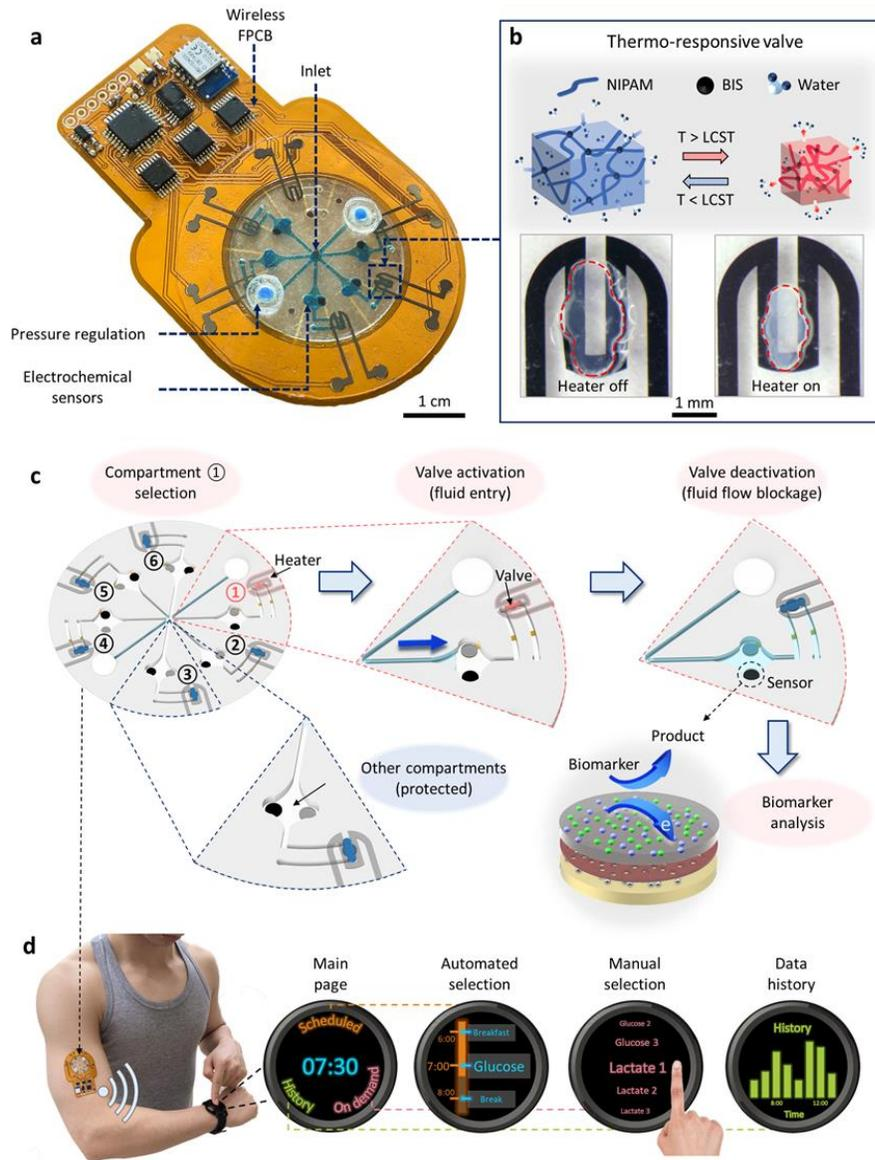 a
Wireless
FPCB
Inlet
Pressure regulation
Electrochemical
sensors
1 cm
b
Thermo-responsive valve
NIPAM
BIS
Water
T > LCST
T < LCST
Heater off
Heater on
1 mm
c
Compartment ①
selection
Valve activation
(fluid entry)
Valve deactivation
(fluid flow blockage)
Heater
Valve
⑥
⑤
①
④
②
③
Sensor
Product
Biomarker
e
Other compartments
(protected)
Biomarker
analysis
d
Main
page
Automated
selection
Manual
selection
Data
history
Scheduled
07:30
History
On demand
6:00
Breakfast
7:00
Glucose
8:00
Break
Glucose 2
Glucose 3
Lactate 1
Lactate 2
Lactate 3
History
8:00
12:00
Time